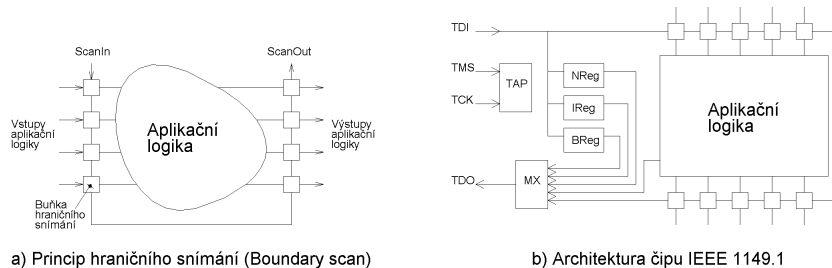 ScanIn
ScanOut
Vstupy
aplikační
logiky
Aplikační
logika
Výstupy
aplikační
logiky
Buňka
hraničního
snímání
a) Princip hraničního snímání (Boundary scan)
TDI
TMS
TCK
TAP
NReg
IReg
BReg
TDO
MX
Aplikační
logika
b) Architektura čipu IEEE 1149.1